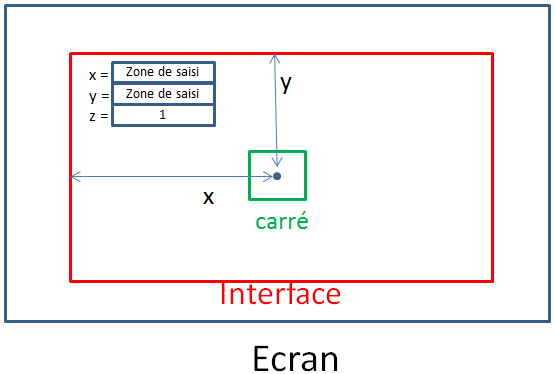 x = Zone de saisi
y = Zone de saisi
z = 1
y
x
carré
Interface
Ecran